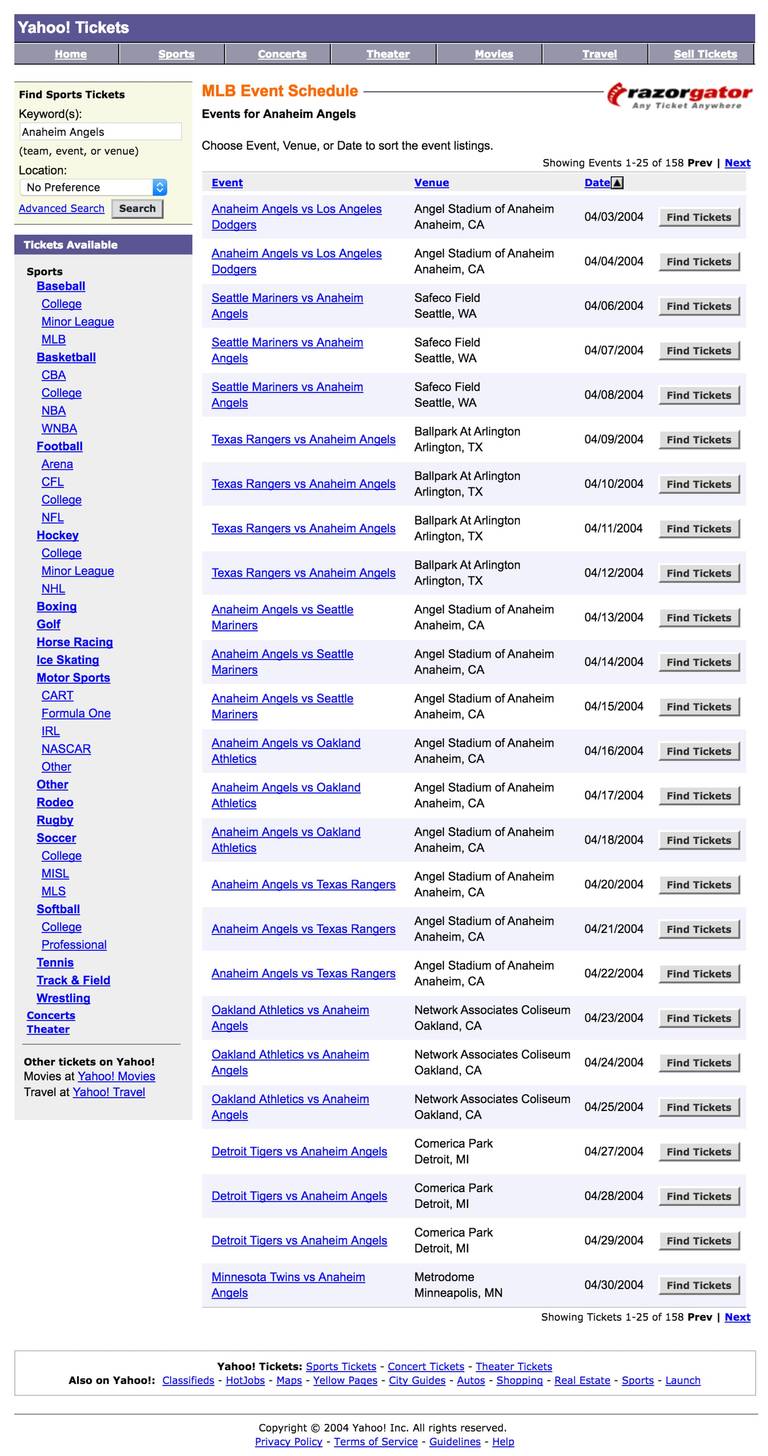 Yahoo! Tickets
Home Sports Concerts Theater Movies Travel Sell Tickets
Find Sports Tickets
Keyword(s):
Anaheim Angels
(team, event, or venue)
Location:
No Preference
Advanced Search Search
Tickets Available
Sports
Baseball
College
Minor League
MLB
Basketball
CBA
College
NBA
WNBA
Football
Arena
CFL
College
NFL
Hockey
College
Minor League
NHL
Boxing
Golf
Horse Racing
Ice Skating
Motor Sports
CART
Formula One
IRL
NASCAR
Other
Other
Rodeo
Rugby
Soccer
College
MISL
MLS
Softball
College
Professional
Tennis
Track & Field
Wrestling
Concerts
Theater
Other tickets on Yahoo!
Movies at Yahoo! Movies
Travel at Yahoo! Travel
MLB Event Schedule
razorgator
Any Ticket Anywhere
Events for Anaheim Angels
Choose Event, Venue, or Date to sort the event listings.
Showing Events 1-25 of 158 Prev | Next
Event Venue Date
Anaheim Angels vs Los Angeles Dodgers Angel Stadium of Anaheim Anaheim, CA 04/03/2004 Find Tickets
Anaheim Angels vs Los Angeles Dodgers Angel Stadium of Anaheim Anaheim, CA 04/04/2004 Find Tickets
Seattle Mariners vs Anaheim Angels Safeco Field Seattle, WA 04/06/2004 Find Tickets
Seattle Mariners vs Anaheim Angels Safeco Field Seattle, WA 04/07/2004 Find Tickets
Seattle Mariners vs Anaheim Angels Safeco Field Seattle, WA 04/08/2004 Find Tickets
Texas Rangers vs Anaheim Angels Ballpark At Arlington Arlington, TX 04/09/2004 Find Tickets
Texas Rangers vs Anaheim Angels Ballpark At Arlington Arlington, TX 04/10/2004 Find Tickets
Texas Rangers vs Anaheim Angels Ballpark At Arlington Arlington, TX 04/11/2004 Find Tickets
Texas Rangers vs Anaheim Angels Ballpark At Arlington Arlington, TX 04/12/2004 Find Tickets
Anaheim Angels vs Seattle Mariners Angel Stadium of Anaheim Anaheim, CA 04/13/2004 Find Tickets
Anaheim Angels vs Seattle Mariners Angel Stadium of Anaheim Anaheim, CA 04/14/2004 Find Tickets
Anaheim Angels vs Seattle Mariners Angel Stadium of Anaheim Anaheim, CA 04/15/2004 Find Tickets
Anaheim Angels vs Oakland Athletics Angel Stadium of Anaheim Anaheim, CA 04/16/2004 Find Tickets
Anaheim Angels vs Oakland Athletics Angel Stadium of Anaheim Anaheim, CA 04/17/2004 Find Tickets
Anaheim Angels vs Oakland Athletics Angel Stadium of Anaheim Anaheim, CA 04/18/2004 Find Tickets
Anaheim Angels vs Texas Rangers Angel Stadium of Anaheim Anaheim, CA 04/20/2004 Find Tickets
Anaheim Angels vs Texas Rangers Angel Stadium of Anaheim Anaheim, CA 04/21/2004 Find Tickets
Anaheim Angels vs Texas Rangers Angel Stadium of Anaheim Anaheim, CA 04/22/2004 Find Tickets
Oakland Athletics vs Anaheim Angels Network Associates Coliseum Oakland, CA 04/23/2004 Find Tickets
Oakland Athletics vs Anaheim Angels Network Associates Coliseum Oakland, CA 04/24/2004 Find Tickets
Oakland Athletics vs Anaheim Angels Network Associates Coliseum Oakland, CA 04/25/2004 Find Tickets
Detroit Tigers vs Anaheim Angels Comerica Park Detroit, MI 04/27/2004 Find Tickets
Detroit Tigers vs Anaheim Angels Comerica Park Detroit, MI 04/28/2004 Find Tickets
Detroit Tigers vs Anaheim Angels Comerica Park Detroit, MI 04/29/2004 Find Tickets
Minnesota Twins vs Anaheim Angels Metrodome Minneapolis, MN 04/30/2004 Find Tickets
Showing Tickets 1-25 of 158 Prev | Next
Yahoo! Tickets: Sports Tickets - Concert Tickets - Theater Tickets
Also on Yahoo!: Classifieds - HotJobs - Maps - Yellow Pages - City Guides - Autos - Shopping - Real Estate - Sports - Launch
Copyright © 2004 Yahoo! Inc. All rights reserved.
Privacy Policy - Terms of Service - Guidelines - Help